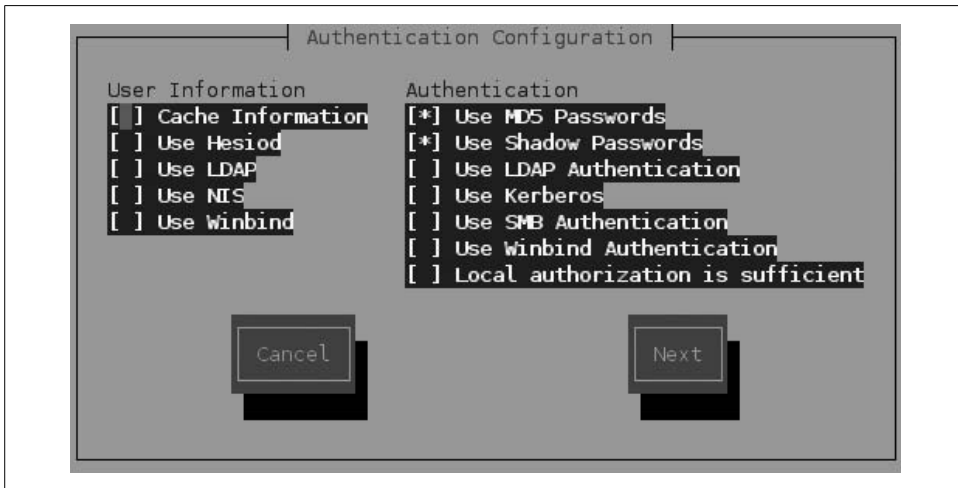 Authentication Configuration
User Information
[ ] Cache Information
[ ] Use Hesiod
[ ] Use LDAP
[ ] Use NIS
[ ] Use Winbind
Authentication
[*] Use MD5 Passwords
[*] Use Shadow Passwords
[ ] Use LDAP Authentication
[ ] Use Kerberos
[ ] Use SMB Authentication
[ ] Use Winbind Authentication
[ ] Local authorization is sufficient
Cancel
Next